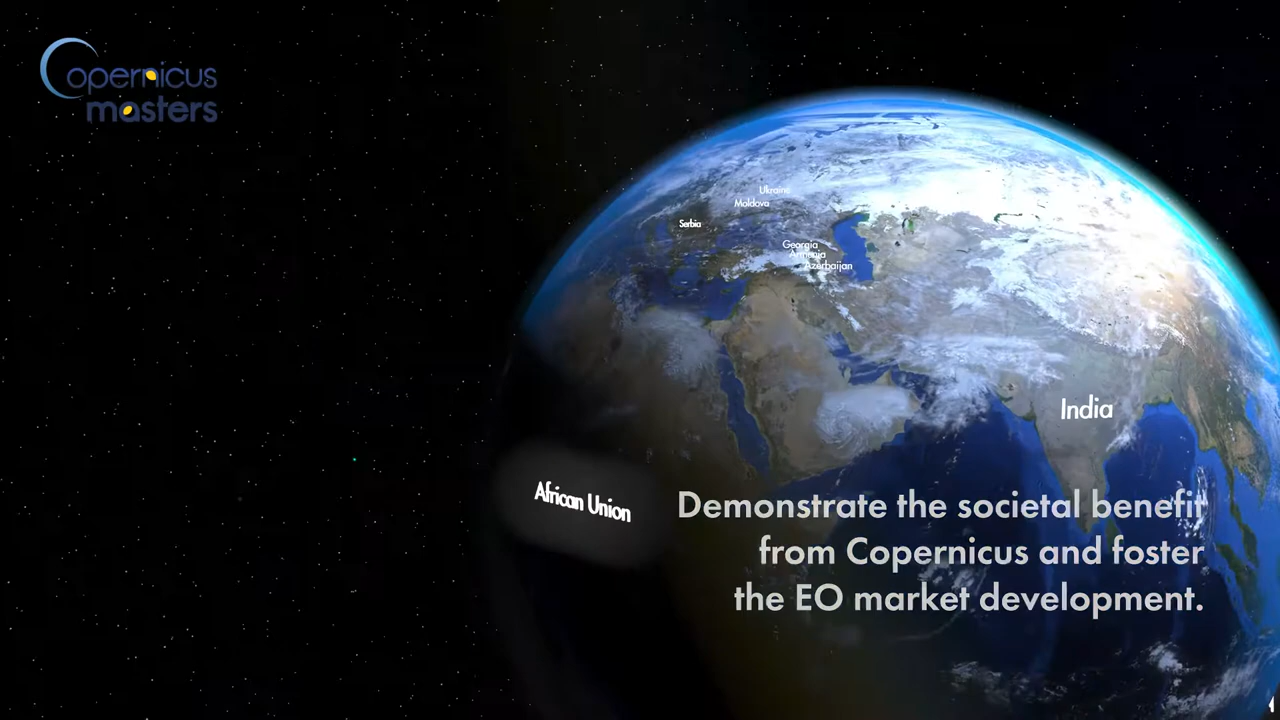 Copernicus
masters
Ukraine
Moldova
Serbia
Georgia
Armenia
Azerbaijan
India
African Union
Demonstrate the societal benefit
from Copernicus and foster
the EO market development.